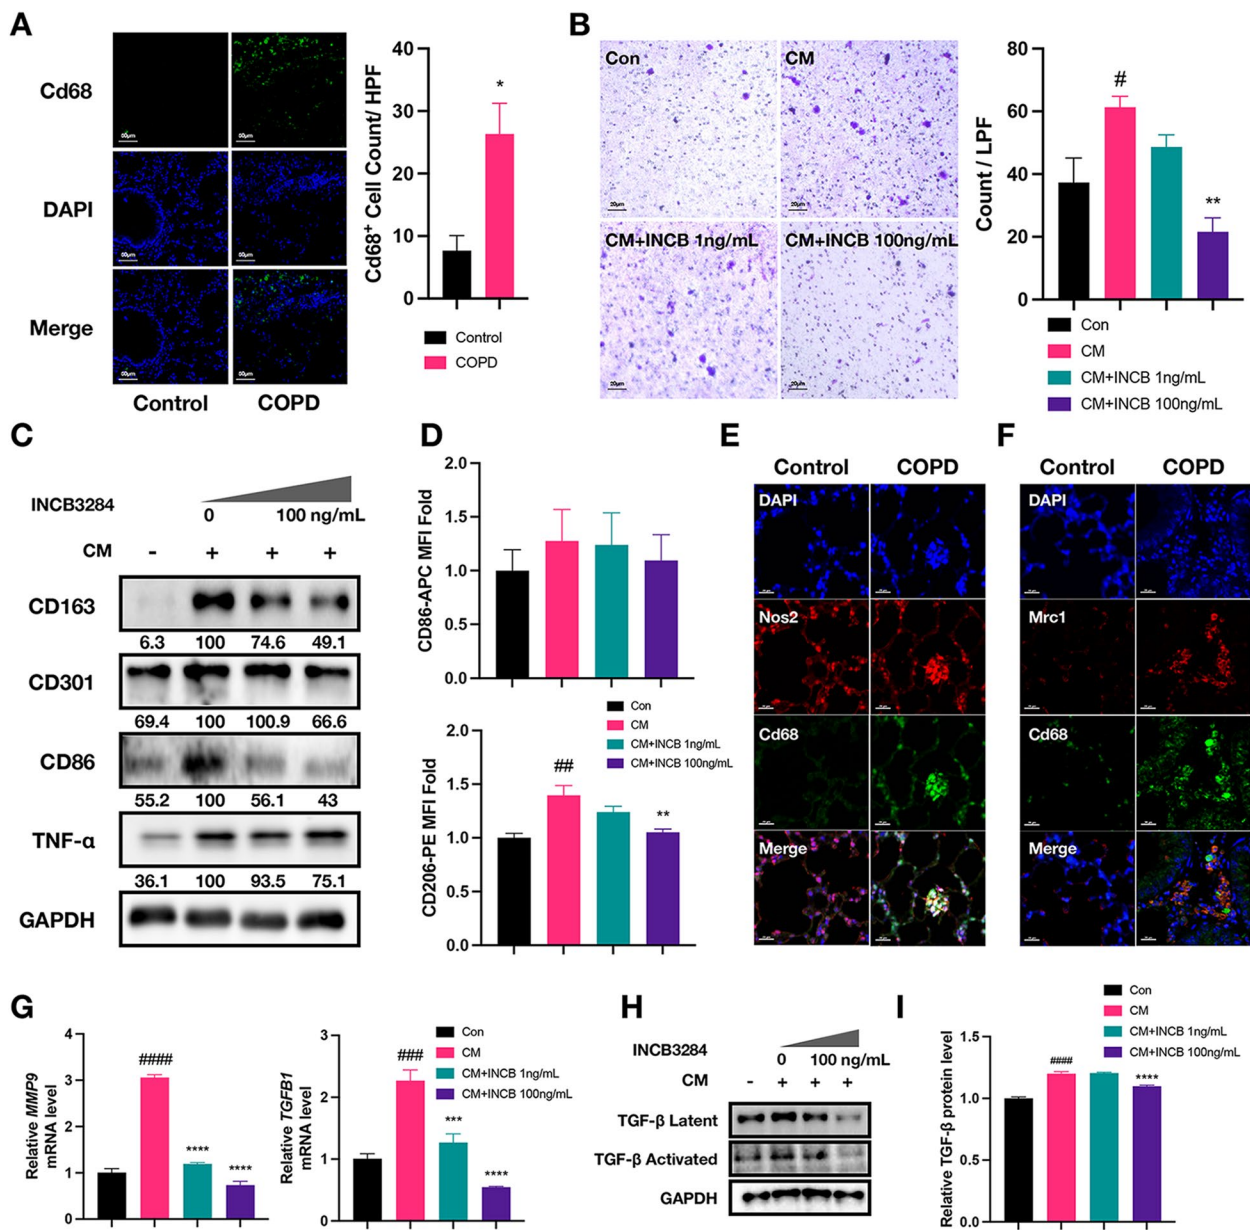 A
Cd68
DAPI
Merge
Control
COPD
Cd68+ Cell Count/ HPF
40
30
20
10
0
*
Control
COPD
B
Con
CM
20µm
20µm
CM+INCB 1ng/mL
CM+INCB 100ng/mL
20µm
20µm
Count / LPF
80
60
40
20
0
#
**
Con
CM
CM+INCB 1ng/mL
CM+INCB 100ng/mL
C
INCB3284
0
100 ng/mL
CM - + + +
CD163
6.3 100 74.6 49.1
CD301
69.4 100 100.9 66.6
CD86
55.2 100 56.1 43
TNF-α
36.1 100 93.5 75.1
GAPDH
D
CD86-APC MFI Fold
2.0
1.5
1.0
0.5
0.0
Con
CM
CM+INCB 1ng/mL
CM+INCB 100ng/mL
CD206-PE MFI Fold
2.0
1.5
1.0
0.5
0.0
##
**
E
Control
COPD
DAPI
Nos2
Cd68
Merge
F
Control
COPD
DAPI
Mrc1
Cd68
Merge
G
Relative MMP9
mRNA level
4
3
2
1
0
####
****
****
Relative TGFB1
mRNA level
3
2
1
0
###
***
****
Con
CM
CM+INCB 1ng/mL
CM+INCB 100ng/mL
H
INCB3284
0
100 ng/mL
CM - + + +
TGF-β Latent
TGF-β Activated
GAPDH
I
Con
CM
CM+INCB 1ng/mL
CM+INCB 100ng/mL
Relative TGF-β protein level
1.5
1.0
0.5
0.0
####
****